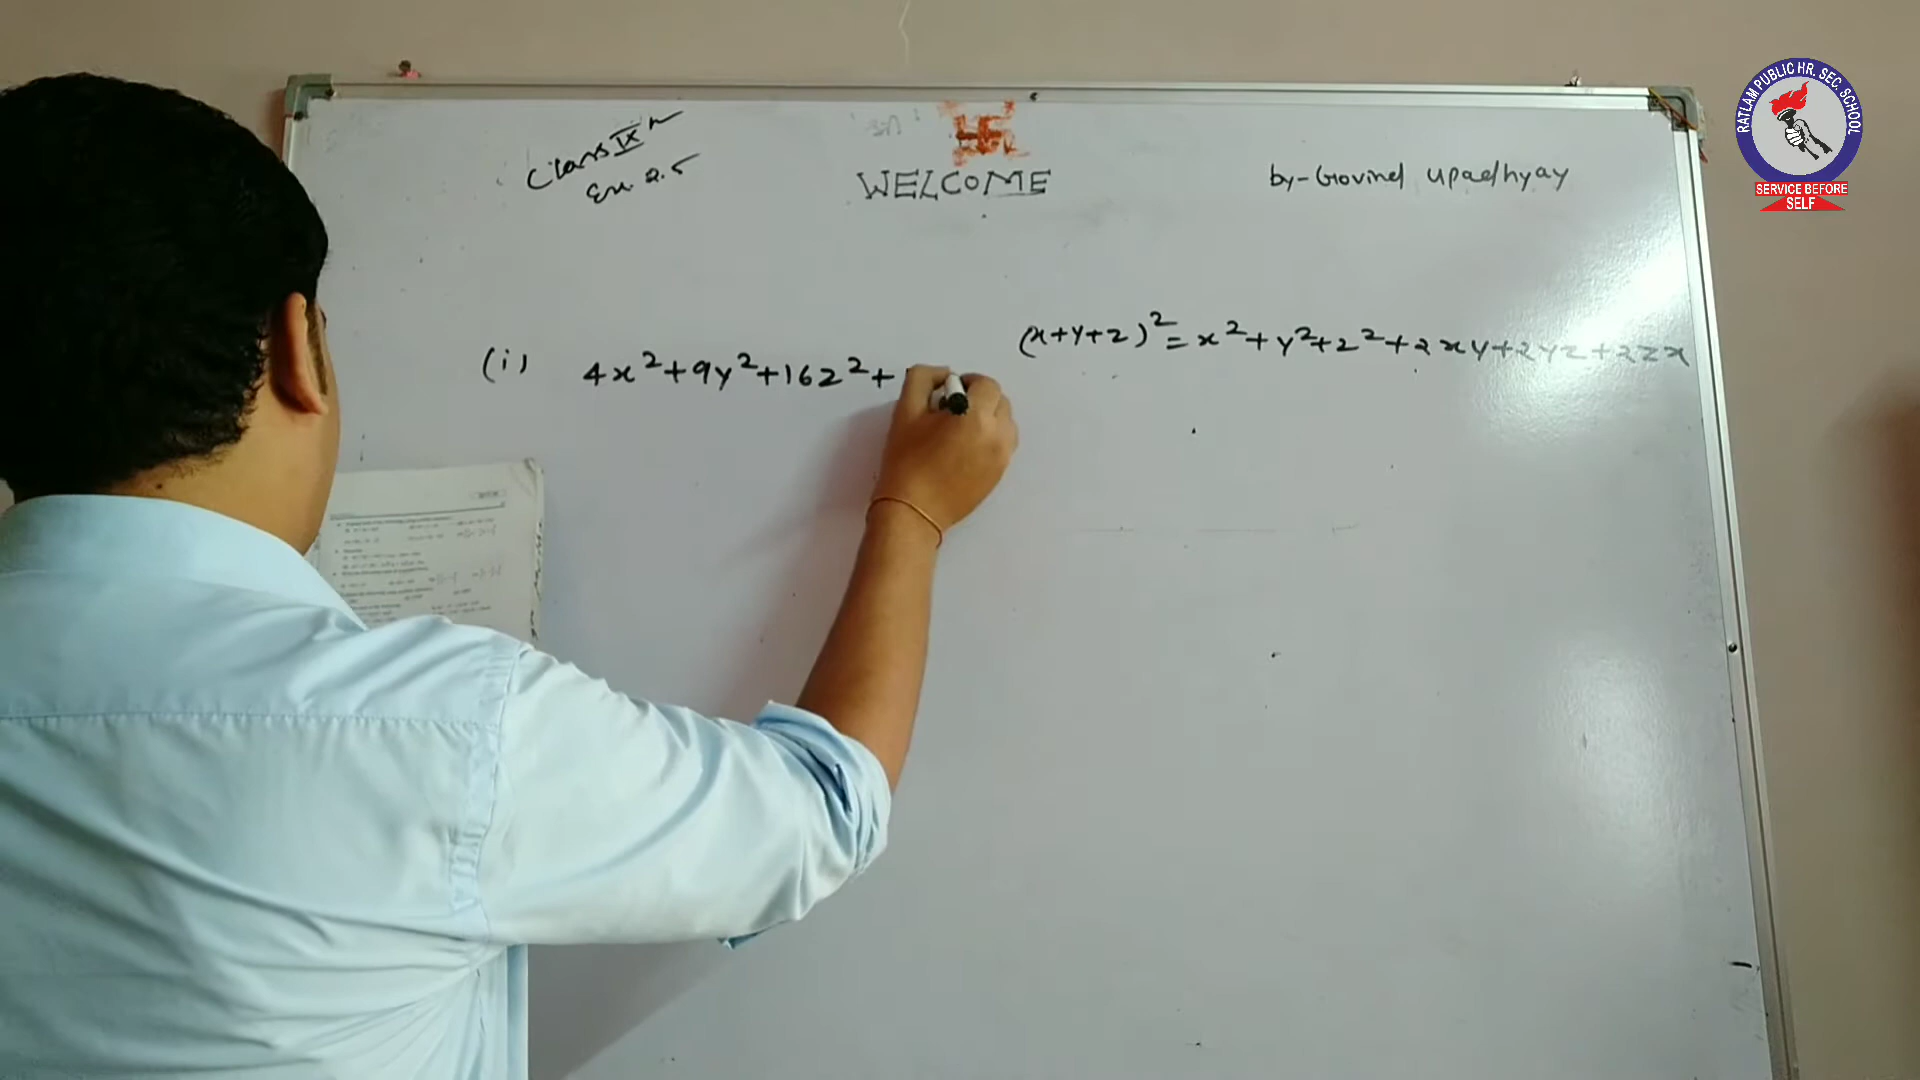 Class IX
Ex. 2.5
WELCOME
by-Govind Upadhyay
(x+y+z)² = x²+y²+z²+2xy+2yz+2zx
(i) 4x²+9y²+16z²+
RATLAM PUBLIC HR. SEC. SCHOOL
SERVICE BEFORE
SELF